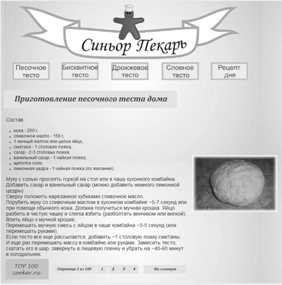 Синьор Пекарь
Песочное тесто
Бисквитное тесто
Дрожжевое тесто
Слоеное тесто
Рецепт дня
Приготовление песочного теста дома
Состав
мука - 260 г.
сливочное масло - 150 г.
1 яичный желток или целое яйцо.
сметана - 1 столовая ложка.
сахар - 2-3 столовых ложки.
ванильный сахар - 1 чайная ложка.
щепотка соли.
лимонная цедра - 1 чайная ложка (по желанию).
Муку с солью просеять горкой на стол или в чашу кухонного комбайна.
Добавить сахар и ванильный сахар (можно добавить немного лимонной
цедры)
Сверху положить нарезанное кубиками сливочное масло.
Порубить муку со сливочным маслом в кухонном комбайне ~5-7 секунд или
при помощи обычного ножа. Должна получиться мучная крошка. Яйцо
разбить в чистую чашку и слегка взбить (разболтать венчиком или вилкой).
Влить яйцо к мучной крошке.
Перемешать мучную смесь с яйцом в чаше комбайна ~3-5 секунд (или
перемешать руками).
Если тесто все еще рассыпается, добавить ~1 столовую ложку сметаны.
И еще раз перемешать массу в комбайне или руками. Замесить тесто,
скатать его в шар, завернуть в пищевую пленку и убрать на ~40-60 минут
в холодильник.
TOP 100
cooker.ru
Страница 1 из 100 1 2 3 4 На главную